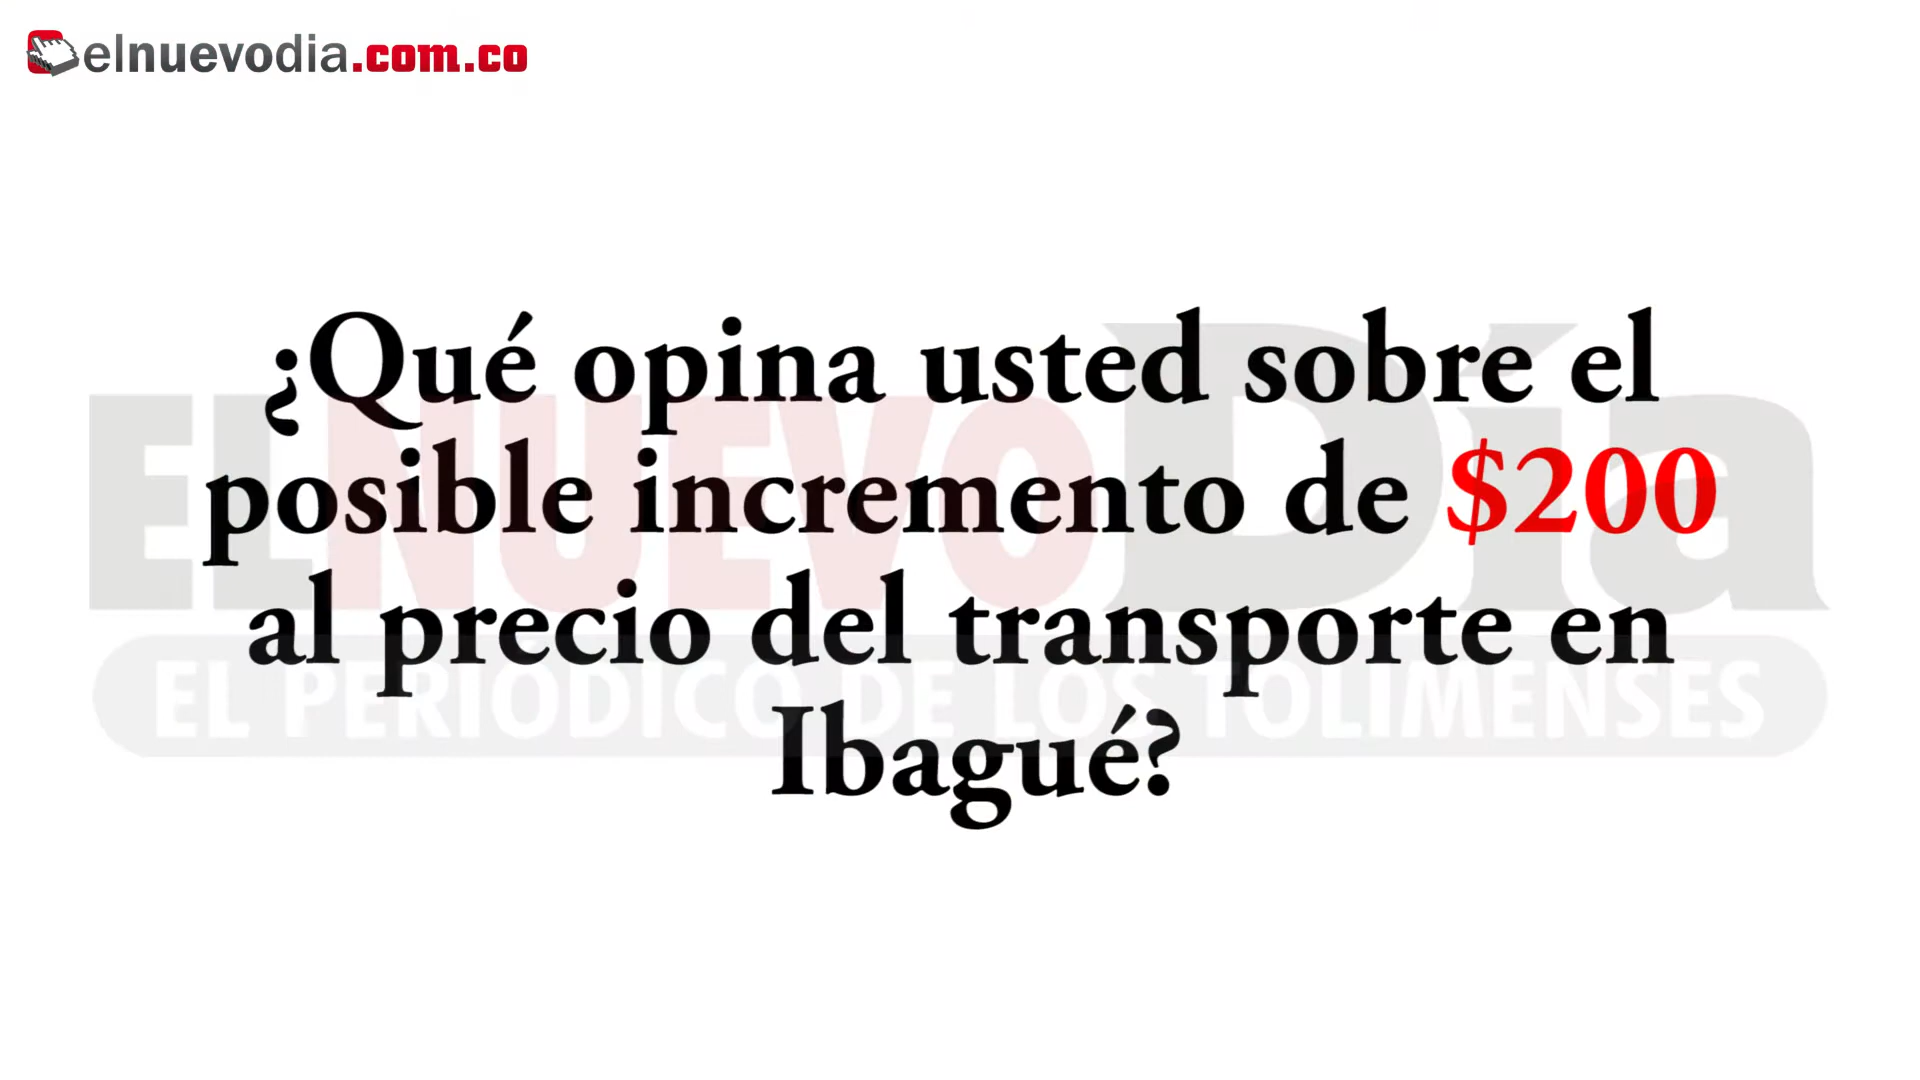 elnuevodia.com.co
¿Qué opina usted sobre el
posible incremento de $200
al precio del transporte en
Ibagué?
EL NUEVO Día
EL PERIODICO DE LOS TOLIMENSES